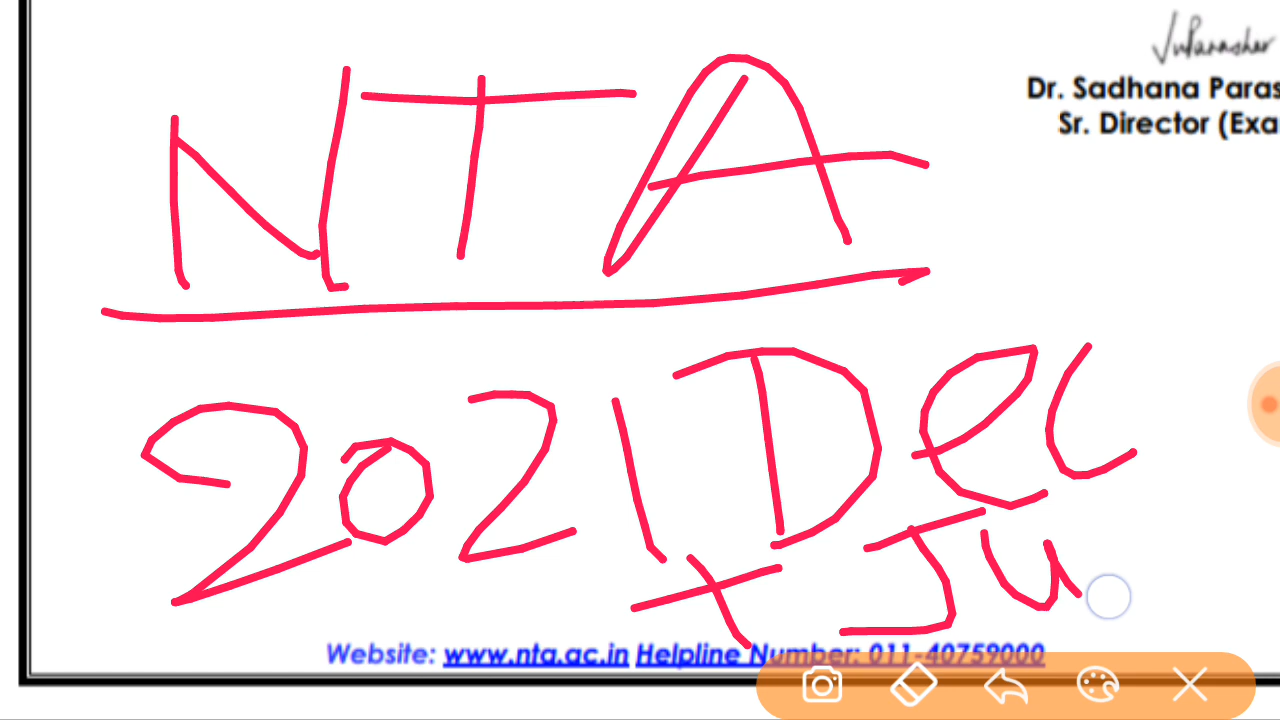 Dr. Sadhana Paras
Sr. Director (Exa
NTA
2021 Dec
+ Ju
Website: www.nta.ac.in Helpline Number: 011-40759000